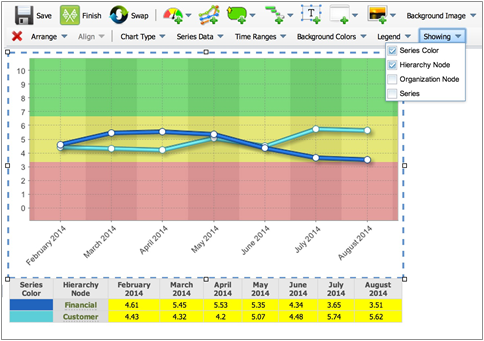 Save Finish Swap Background Image
Arrange Align Chart Type Series Data Time Ranges Background Colors Legend Showing
Series Color
Hierarchy Node
Organization Node
Series
T
10
9
8
7
6
5
4
3
2
1
0
February 2014 March 2014 April 2014 May 2014 June 2014 July 2014 August 2014
Series Color Hierarchy Node February 2014 March 2014 April 2014 May 2014 June 2014 July 2014 August 2014
Financial 4.61 5.45 5.53 5.35 4.34 3.65 3.51
Customer 4.43 4.32 4.2 5.07 4.48 5.74 5.62